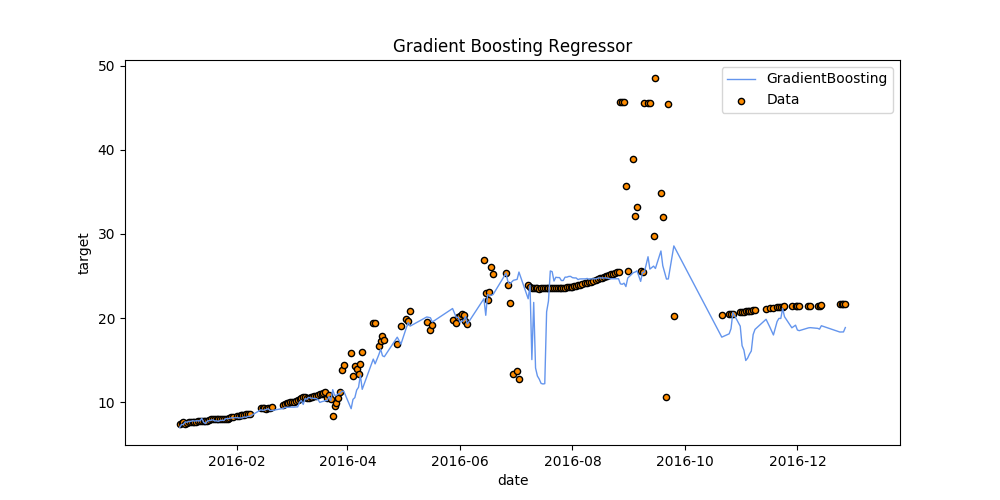 Gradient Boosting Regressor
GradientBoosting
Data
target
50
40
30
20
10
2016-02
2016-04
2016-06
2016-08
2016-10
2016-12
date